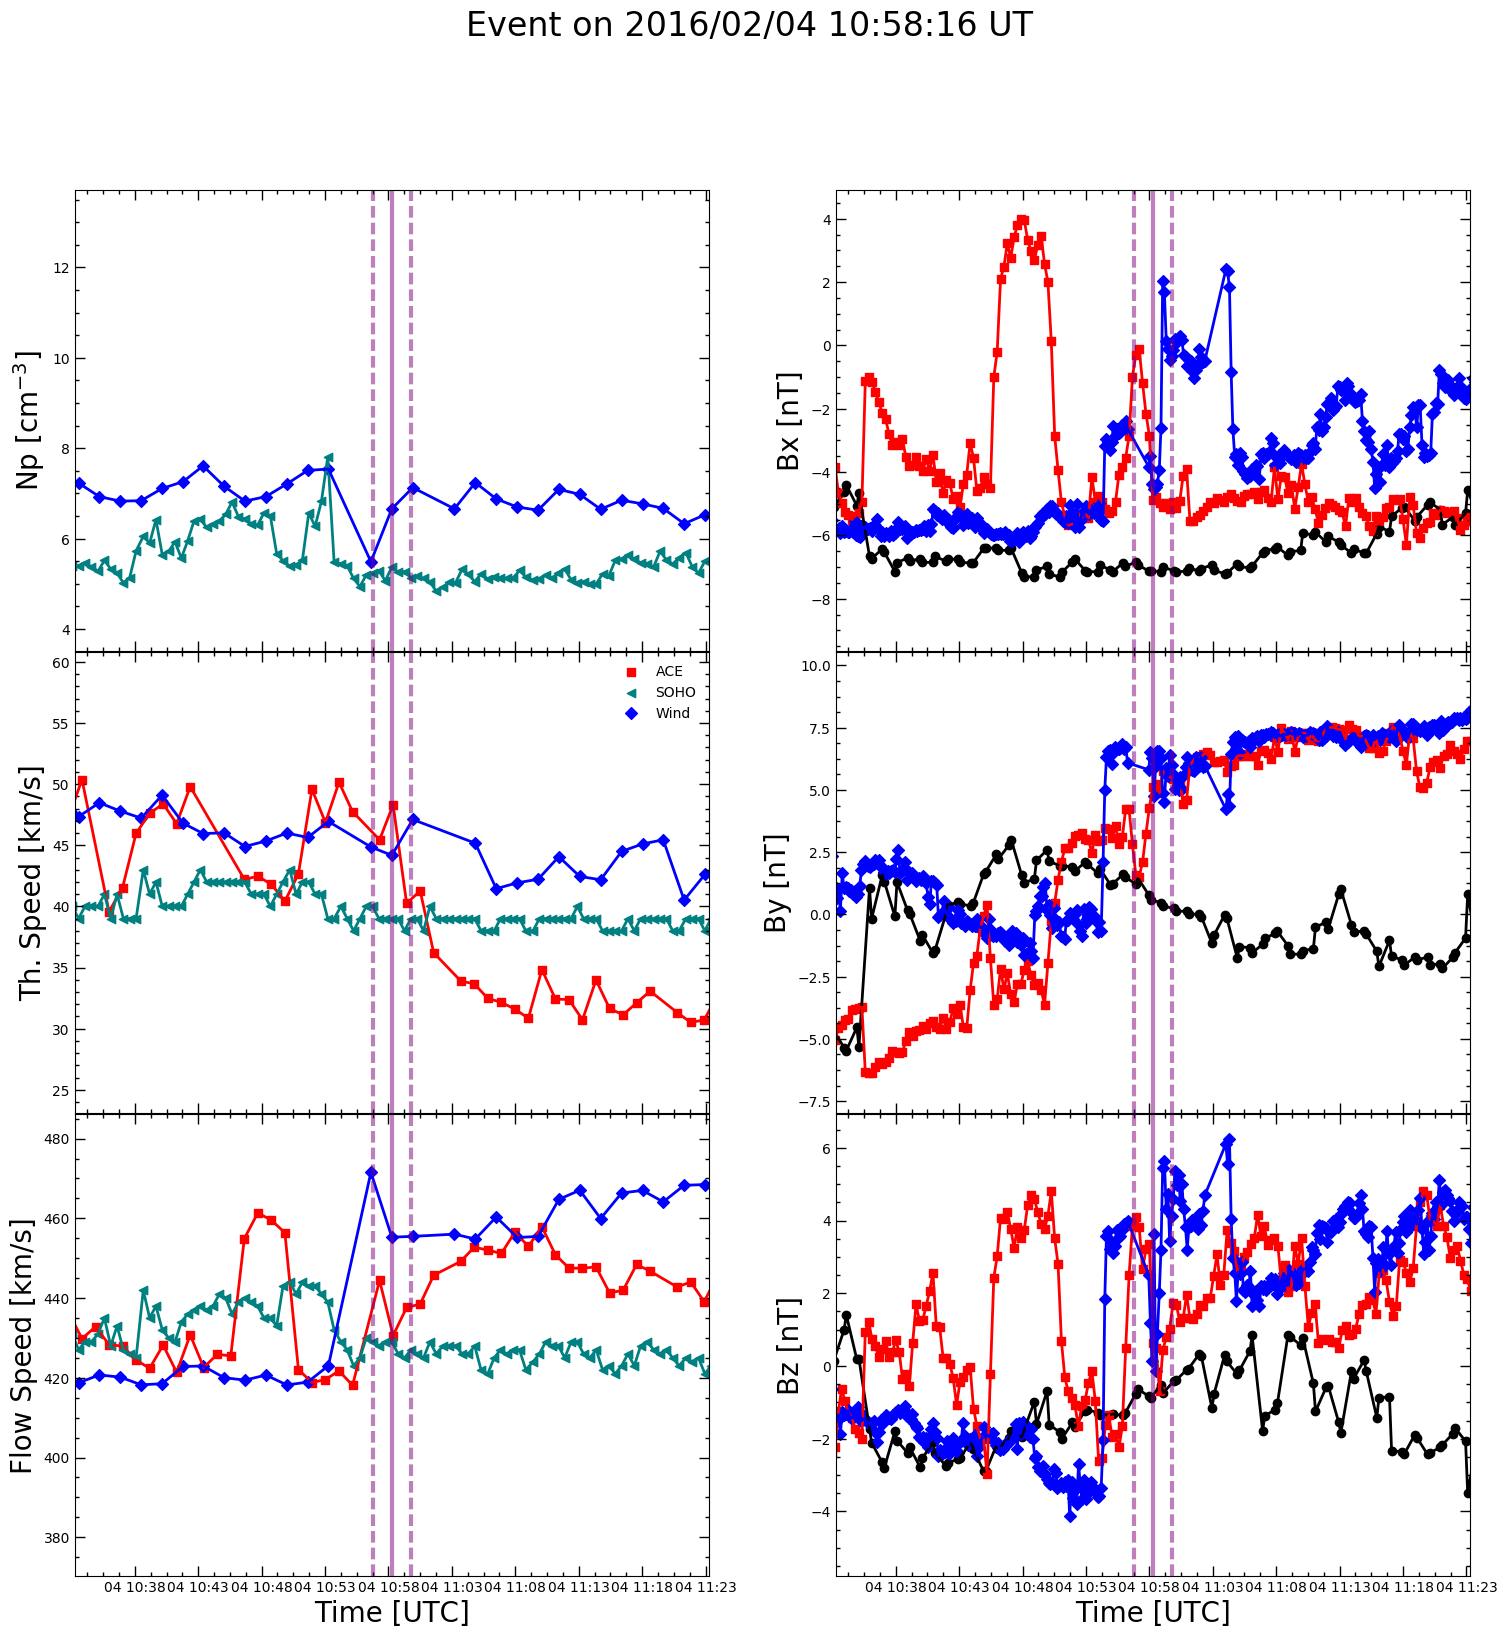 Event on 2016/02/04 10:58:16 UT
Np [cm⁻³]
12
10
8
6
4
Th. Speed [km/s]
60
55
50
45
40
35
30
25
ACE
SOHO
Wind
Flow Speed [km/s]
480
460
440
420
400
380
04 10:38 04 10:43 04 10:48 04 10:53 04 10:58 04 11:03 04 11:08 04 11:13 04 11:18 04 11:23
Time [UTC]
Bx [nT]
4
2
0
−2
−4
−6
−8
By [nT]
10.0
7.5
5.0
2.5
0.0
−2.5
−5.0
−7.5
Bz [nT]
6
4
2
0
−2
−4
04 10:38 04 10:43 04 10:48 04 10:53 04 10:58 04 11:03 04 11:08 04 11:13 04 11:18 04 11:23
Time [UTC]